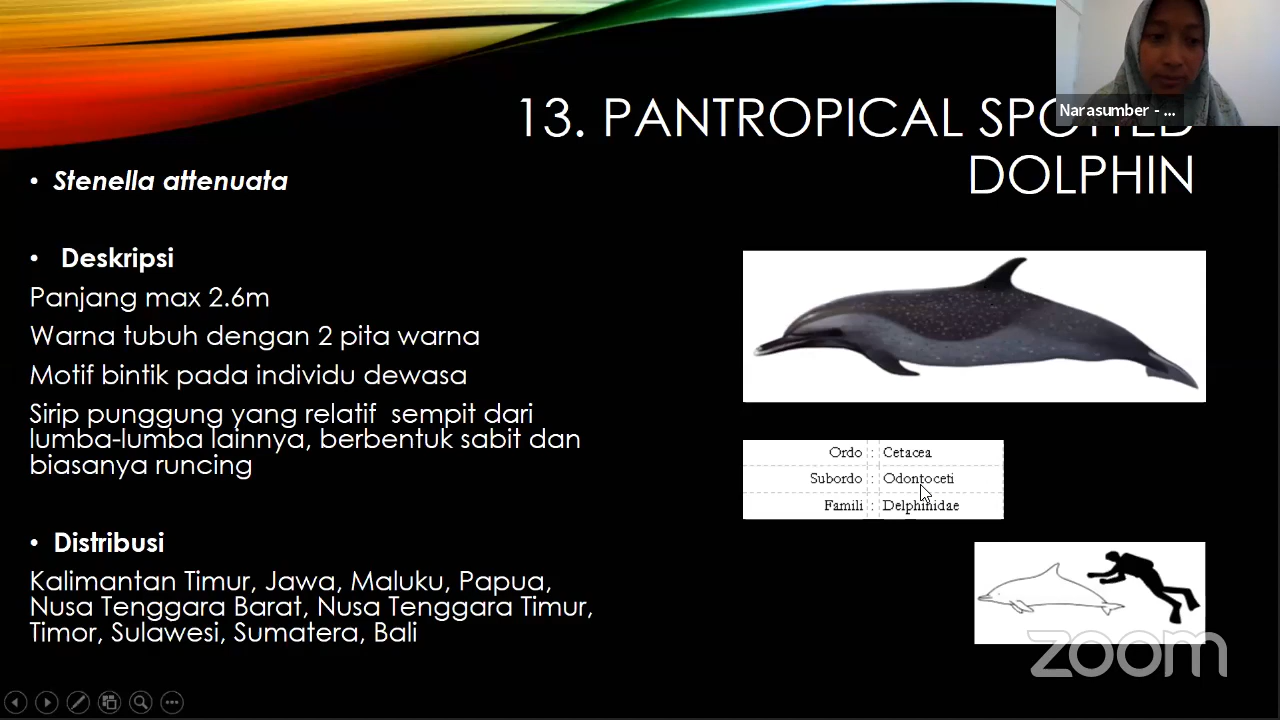 Narasumber - ...
13. PANTROPICAL SPOTTED
DOLPHIN
• Stenella attenuata
• Deskripsi
Panjang max 2.6m
Warna tubuh dengan 2 pita warna
Motif bintik pada individu dewasa
Sirip punggung yang relatif sempit dari
lumba-lumba lainnya, berbentuk sabit dan
biasanya runcing
• Distribusi
Kalimantan Timur, Jawa, Maluku, Papua,
Nusa Tenggara Barat, Nusa Tenggara Timur,
Timor, Sulawesi, Sumatera, Bali
Ordo : Cetacea
Subordo : Odontoceti
Famili : Delphinidae
zoom